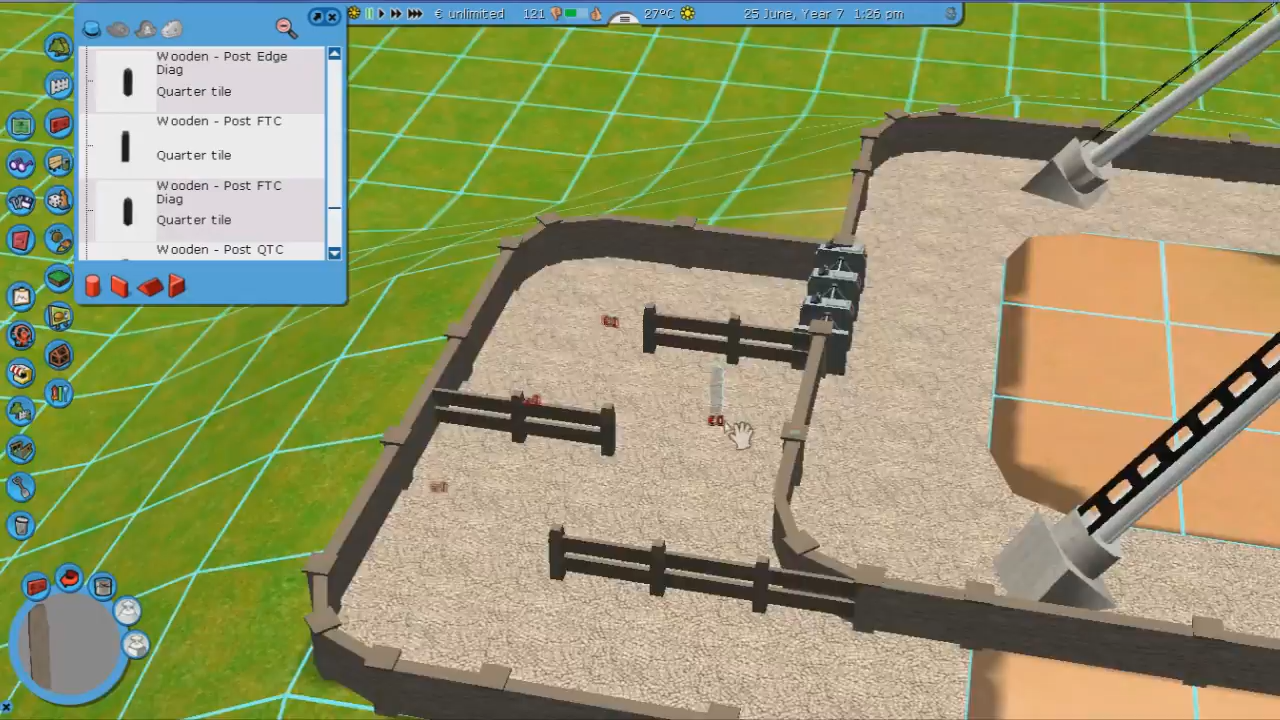 € unlimited 121 27°C 25 June, Year 7 1:26 pm
Wooden - Post Edge
Diag
Quarter tile
Wooden - Post FTC
Quarter tile
Wooden - Post FTC
Diag
Quarter tile
Wooden - Post QTC